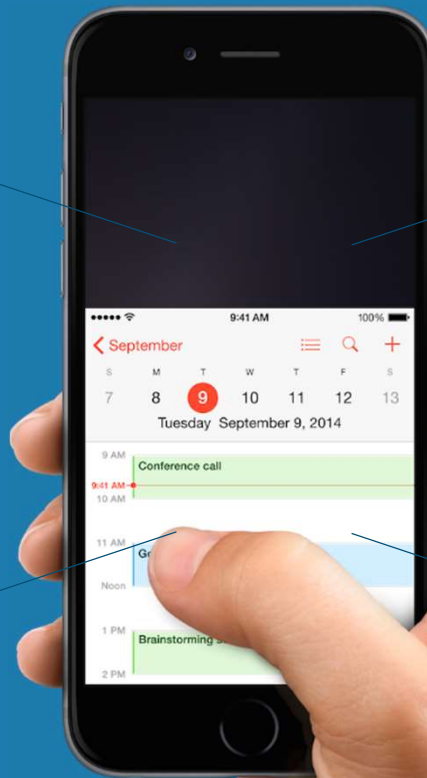 9:41 AM 100%
September
S M T W T F S
7 8 9 10 11 12 13
Tuesday September 9, 2014
9 AM
Conference call
9:41 AM
10 AM
11 AM
Noon
1 PM
Brainstorming
2 PM